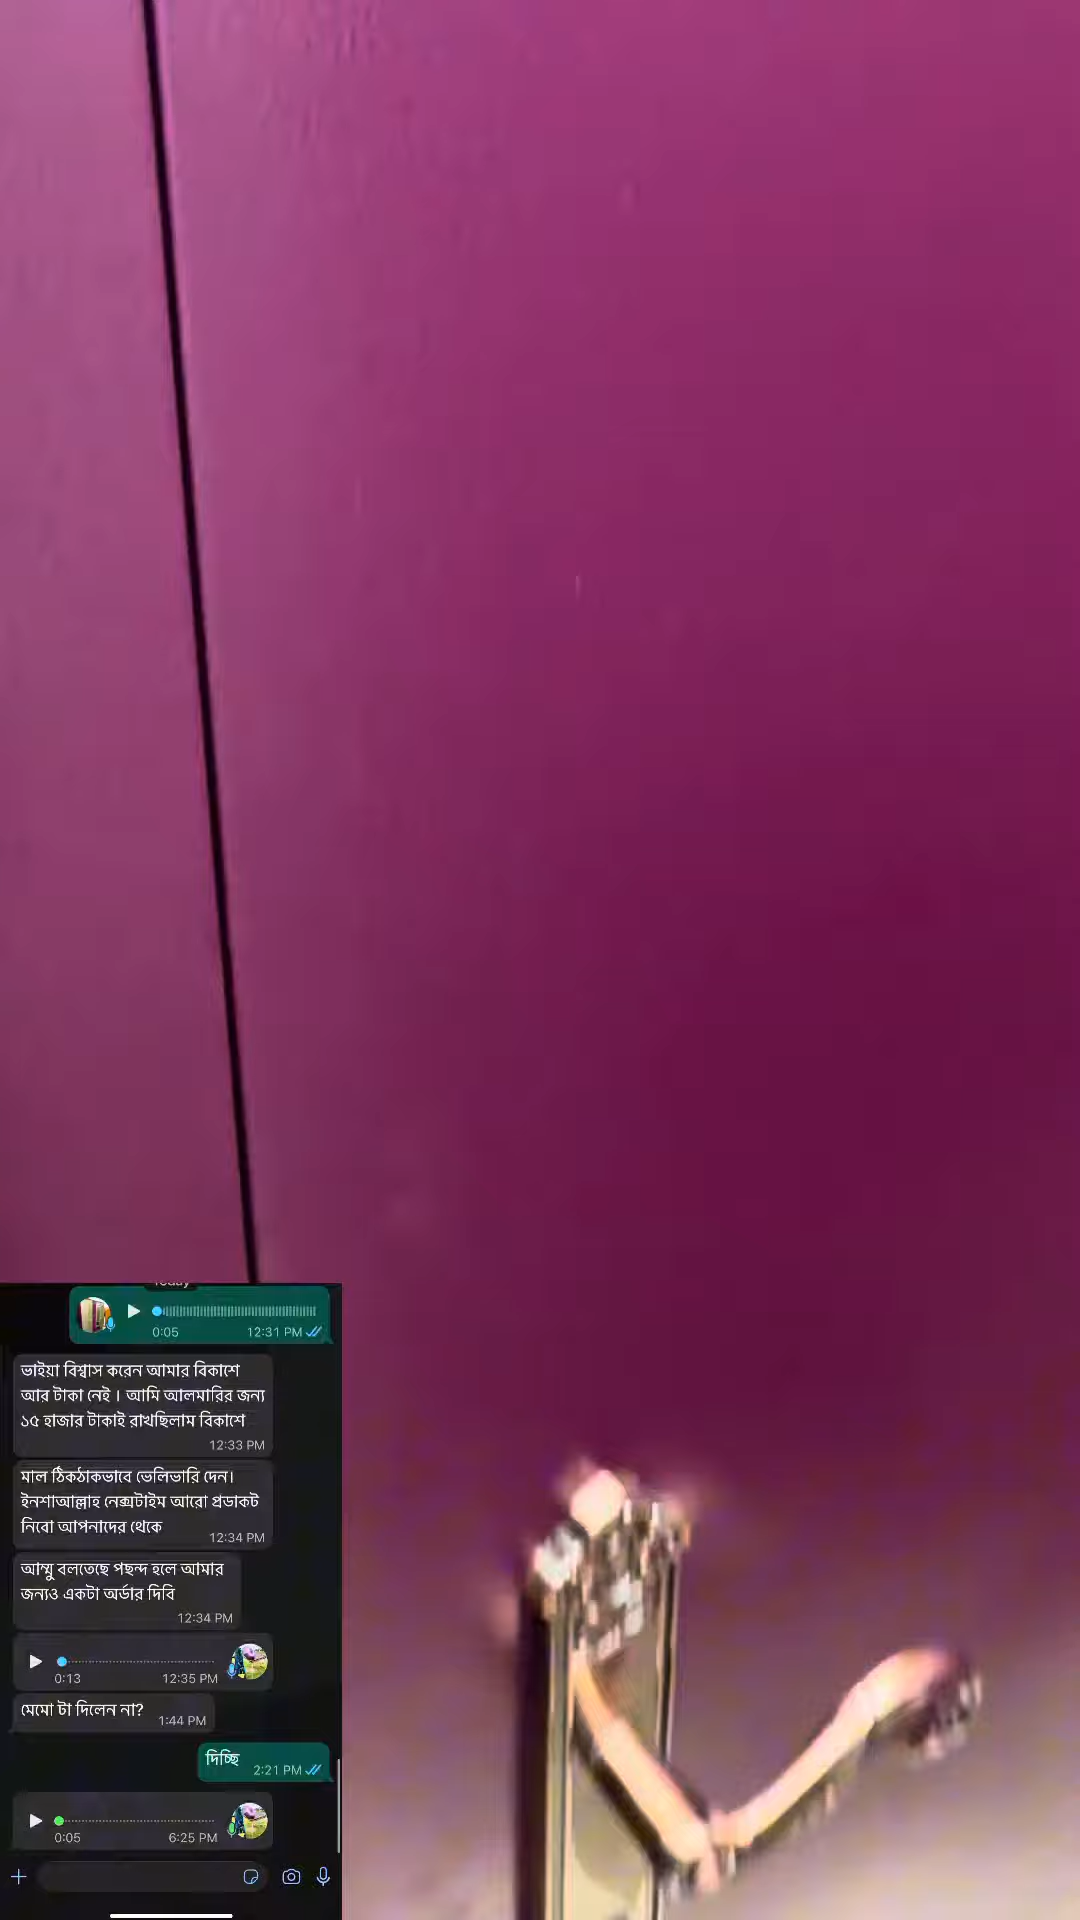 Today
0:05 12:31 PM
ভাইয়া বিশ্বাস করেন আমার বিকাশে
আর টাকা নেই । আমি আলমারির জন্য
১৫ হাজার টাকাই রাখছিলাম বিকাশে
12:33 PM
মাল ঠিকঠাকভাবে ভেলিভারি দেন।
ইনশাআল্লাহ নেক্সটাইম আরো প্রডাকট
নিবো আপনাদের থেকে
12:34 PM
আম্মু বলতেছে পছন্দ হলে আমার
জন্যও একটা অর্ডার দিবি
12:34 PM
0:13 12:35 PM
মেমো টা দিলেন না? 1:44 PM
দিচ্ছি 2:21 PM
0:05 6:25 PM